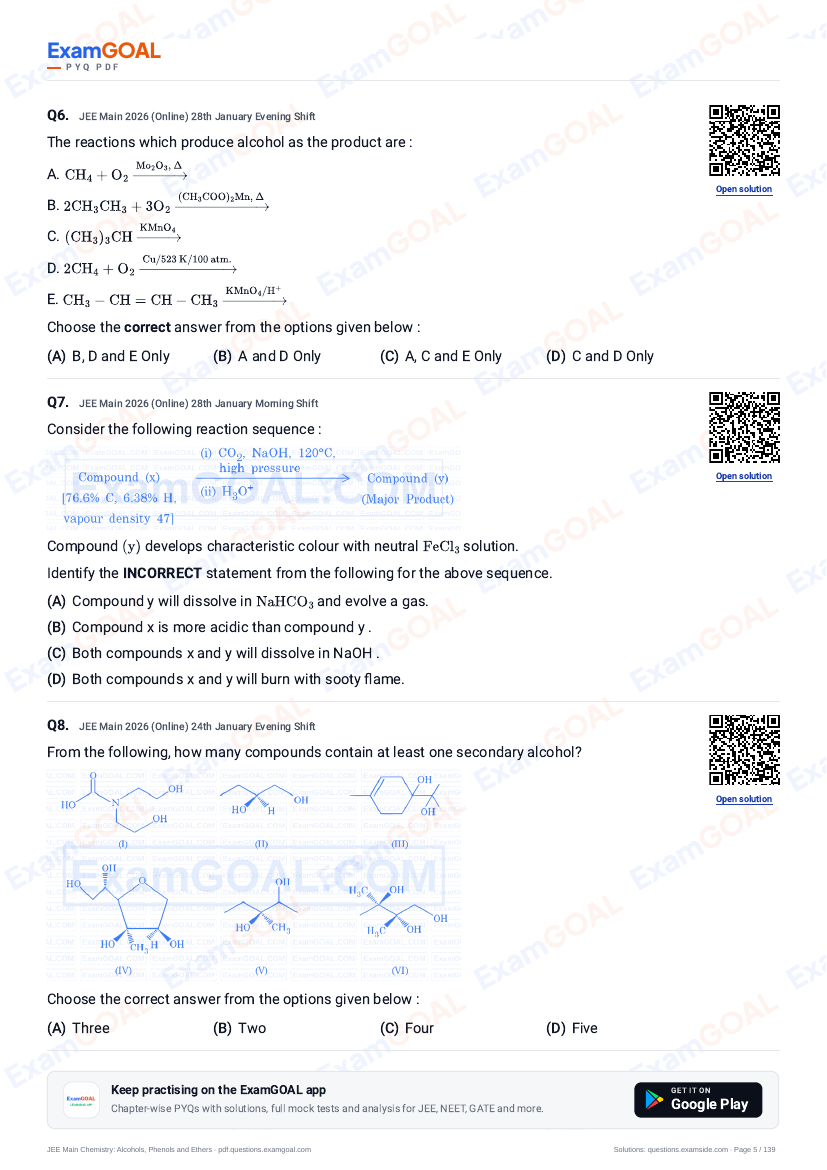 ExamGOAL
PYQ PDF
Q6. JEE Main 2026 (Online) 28th January Evening Shift
The reactions which produce alcohol as the product are :
Open solution
A. CH₄ + O₂ —Mo₂O₃, Δ→
B. 2CH₃CH₃ + 3O₂ —(CH₃COO)₂Mn, Δ→
C. (CH₃)₃CH —KMnO₄→
D. 2CH₄ + O₂ —Cu/523 K/100 atm.→
E. CH₃ − CH = CH − CH₃ —KMnO₄/H⁺→
Choose the correct answer from the options given below :
(A) B, D and E Only (B) A and D Only (C) A, C and E Only (D) C and D Only
Q7. JEE Main 2026 (Online) 28th January Morning Shift
Consider the following reaction sequence :
Open solution
(i) CO₂, NaOH, 120°C,
high pressure
Compound (x) Compound (y)
[76.6% C, 6.38% H, (ii) H₃O⁺ (Major Product)
vapour density 47]
Compound (y) develops characteristic colour with neutral FeCl₃ solution.
Identify the INCORRECT statement from the following for the above sequence.
(A) Compound y will dissolve in NaHCO₃ and evolve a gas.
(B) Compound x is more acidic than compound y .
(C) Both compounds x and y will dissolve in NaOH .
(D) Both compounds x and y will burn with sooty flame.
Q8. JEE Main 2026 (Online) 24th January Evening Shift
From the following, how many compounds contain at least one secondary alcohol?
Open solution
O
HO N OH OH
(I)
HO H OH
(II)
OH
OH
(III)
OH
HO O
HO CH₃ H OH
(IV)
OH
HO CH₃
(V)
H₃C OH
OH
H₃C OH
(VI)
ExamGOAL.COM
Choose the correct answer from the options given below :
(A) Three (B) Two (C) Four (D) Five
ExamGOAL
Keep practising on the ExamGOAL app
Chapter-wise PYQs with solutions, full mock tests and analysis for JEE, NEET, GATE and more.
GET IT ON
Google Play
JEE Main Chemistry: Alcohols, Phenols and Ethers · pdf.questions.examgoal.com
Solutions: questions.examside.com · Page 5 / 139